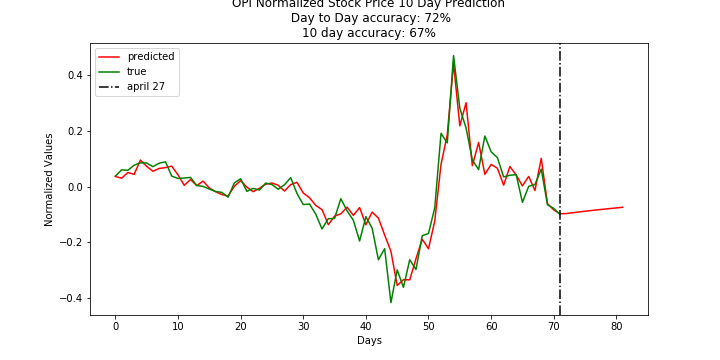 OPI Normalized Stock Price 10 Day Prediction
Day to Day accuracy: 72%
10 day accuracy: 67%
predicted
true
april 27
Normalized Values
0.4
0.2
0.0
−0.2
−0.4
0 10 20 30 40 50 60 70 80
Days